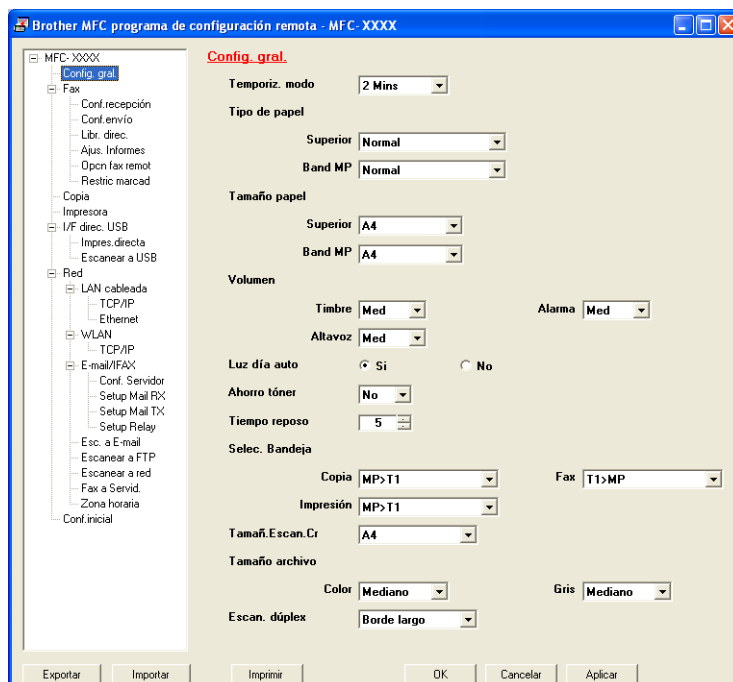 Brother MFC programa de configuración remota - MFC-XXXX
MFC- XXXX
Config. gral.
Fax
Conf.recepción
Conf.envío
Libr. direc.
Ajus. Informes
Opcn fax remot
Restric marcad
Copia
Impresora
I/F direc. USB
Impres.directa
Escanear a USB
Red
LAN cableada
TCP/IP
Ethernet
WLAN
TCP/IP
E-mail/IFAX
Conf. Servidor
Setup Mail RX
Setup Mail TX
Setup Relay
Esc. a E-mail
Escanear a FTP
Escanear a red
Fax a Servid.
Zona horaria
Conf.inicial
Config. gral.
Temporiz. modo 2 Mins
Tipo de papel
Superior Normal
Band MP Normal
Tamaño papel
Superior A4
Band MP A4
Volumen
Timbre Med Alarma Med
Altavoz Med
Luz día auto Si No
Ahorro tóner No
Tiempo reposo 5
Selec. Bandeja
Copia MP>T1 Fax T1>MP
Impresión MP>T1
Tamañ.Escan.Cr A4
Tamaño archivo
Color Mediano Gris Mediano
Escan. dúplex Borde largo
Exportar Importar Imprimir OK Cancelar Aplicar